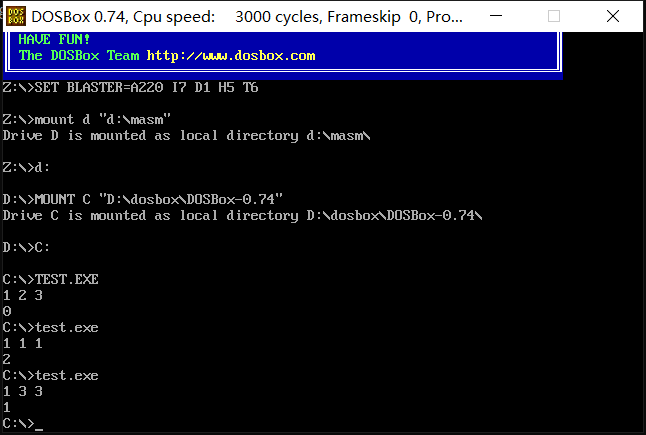 DOSBox 0.74, Cpu speed:    3000 cycles, Frameskip  0, Pro...
HAVE FUN!
The DOSBox Team http://www.dosbox.com
Z:\>SET BLASTER=A220 I7 D1 H5 T6
Z:\>mount d "d:\masm"
Drive D is mounted as local directory d:\masm\
Z:\>d:
D:\>MOUNT C "D:\dosbox\DOSBox-0.74"
Drive C is mounted as local directory D:\dosbox\DOSBox-0.74\
D:\>C:
C:\>TEST.EXE
1 2 3
0
C:\>test.exe
1 1 1
2
C:\>test.exe
1 3 3
1
C:\>_